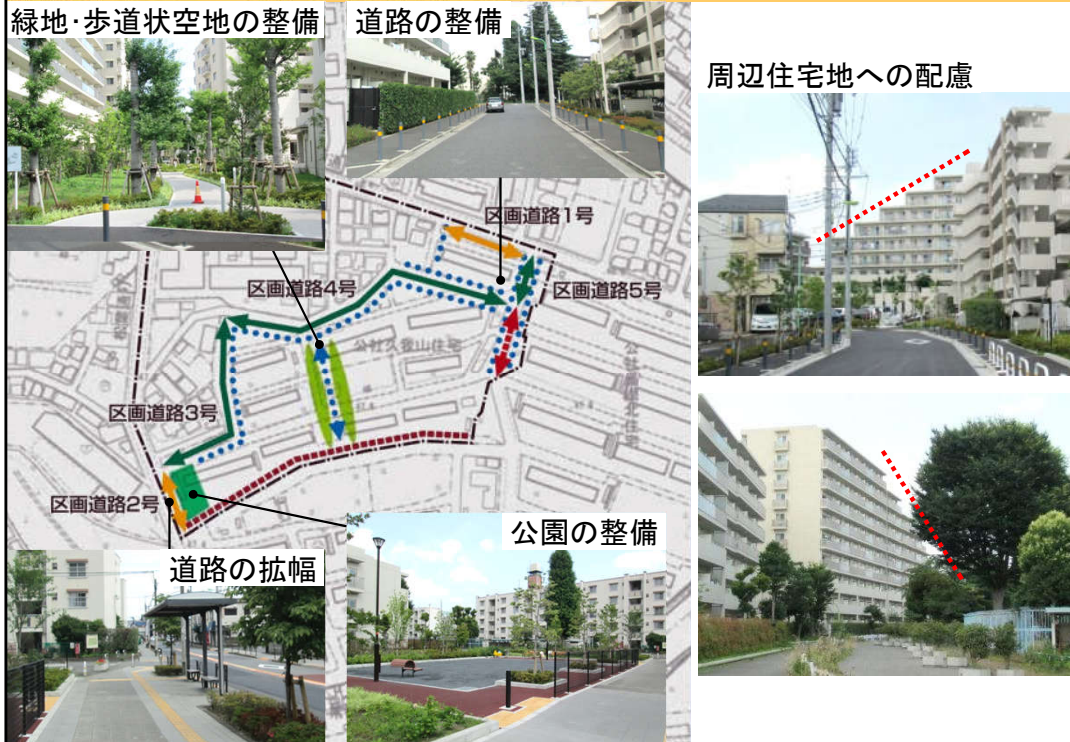 緑地・歩道状空地の整備
道路の整備
周辺住宅地への配慮
区画道路1号
区画道路4号
区画道路5号
公社久我山住宅
区画道路3号
区画道路2号
道路の拡幅
公園の整備